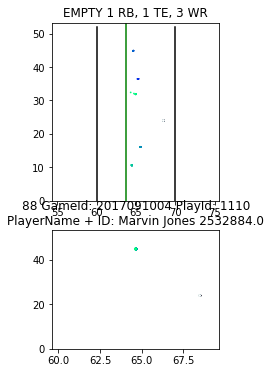 EMPTY 1 RB, 1 TE, 3 WR
50
40
30
20
10
0
55 60 65 70 75
88 GameId: 2017091004 PlayId: 1110
PlayerName + ID: Marvin Jones 2532884.0
40
20
0
60.0 62.5 65.0 67.5